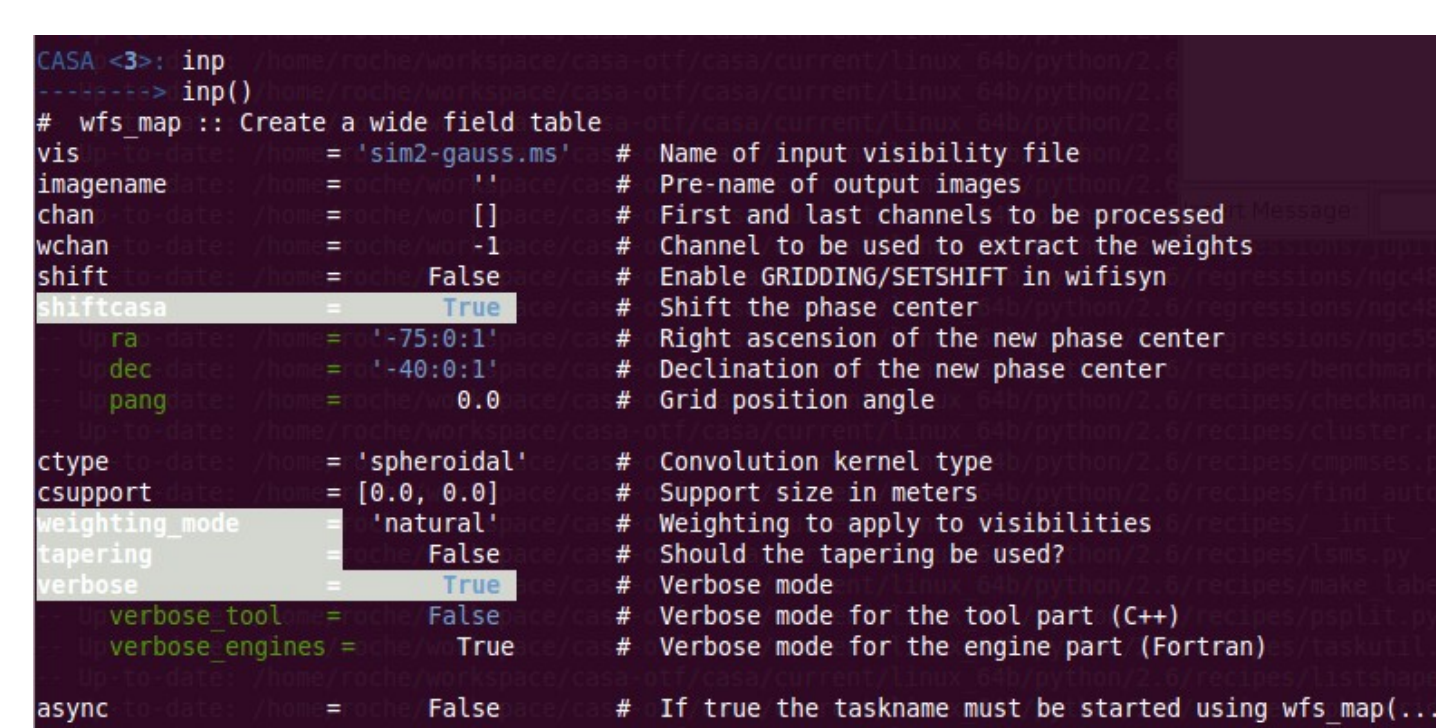 CASA <3>: inp
--------> inp()
#  wfs_map :: Create a wide field table
vis                 = 'sim2-gauss.ms'   #  Name of input visibility file
imagename           =         ''        #  Pre-name of output images
chan                =         []        #  First and last channels to be processed
wchan               =         -1        #  Channel to be used to extract the weights
shift               =      False        #  Enable GRIDDING/SETSHIFT in wifisyn
shiftcasa           =       True        #  Shift the phase center
     ra             =  '-75:0:1'        #  Right ascension of the new phase center
     dec            =  '-40:0:1'        #  Declination of the new phase center
     pang           =        0.0        #  Grid position angle
ctype               = 'spheroidal'      #  Convolution kernel type
csupport            = [0.0, 0.0]        #  Support size in meters
weighting_mode      =  'natural'        #  Weighting to apply to visibilities
tapering            =      False        #  Should the tapering be used?
verbose             =       True        #  Verbose mode
     verbose_tool   =      False        #  Verbose mode for the tool part (C++)
     verbose_engines =       True       #  Verbose mode for the engine part (Fortran)
async               =      False        #  If true the taskname must be started using wfs_map(...